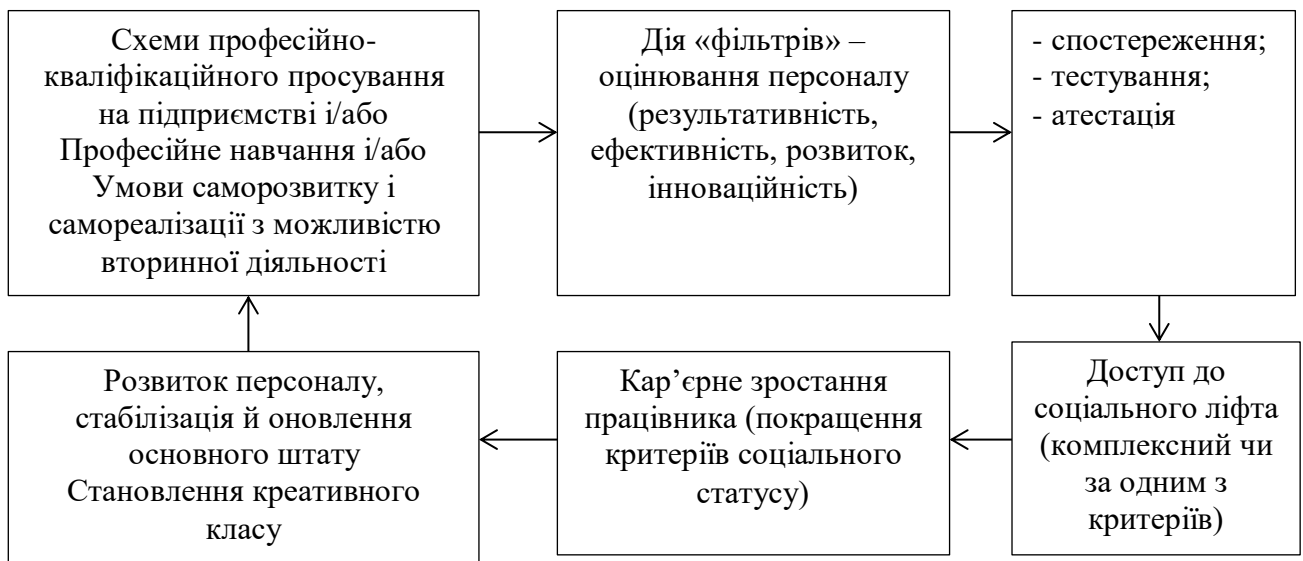 Схеми професійно-
кваліфікаційного просування
на підприємстві і/або
Професійне навчання і/або
Умови саморозвитку і
самореалізації з можливістю
вторинної діяльності
Дія «фільтрів» –
оцінювання персоналу
(результативність,
ефективність, розвиток,
інноваційність)
- спостереження;
- тестування;
- атестація
Розвиток персоналу,
стабілізація й оновлення
основного штату
Становлення креативного
класу
Кар’єрне зростання
працівника (покращення
критеріїв соціального
статусу)
Доступ до
соціального ліфта
(комплексний чи
за одним з
критеріїв)